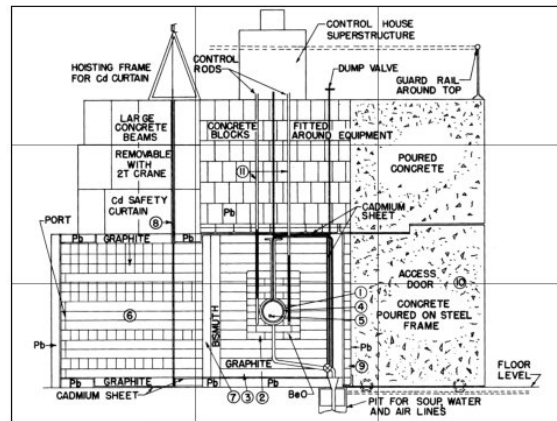 CONTROL HOUSE
SUPERSTRUCTURE
CONTROL
RODS
HOISTING FRAME
FOR Cd CURTAIN
DUMP VALVE
GUARD RAIL
AROUND TOP
LARGE
CONCRETE
BEAMS
CONCRETE
BLOCKS
FITTED
AROUND EQUIPMENT
REMOVABLE
WITH
2T CRANE
POURED
CONCRETE
11
Cd SAFETY
CURTAIN
Pb
CADMIUM
SHEET
PORT
8
Pb
GRAPHITE
Pb
ACCESS
DOOR
10
1
4
5
6
CONCRETE
POURED ON STEEL
FRAME
BISMUTH
Pb
Pb
GRAPHITE
9
FLOOR
LEVEL
Pb
GRAPHITE
Pb
Pb
CADMIUM SHEET
7
3
2
BeO
PIT FOR SOUP, WATER
AND AIR LINES